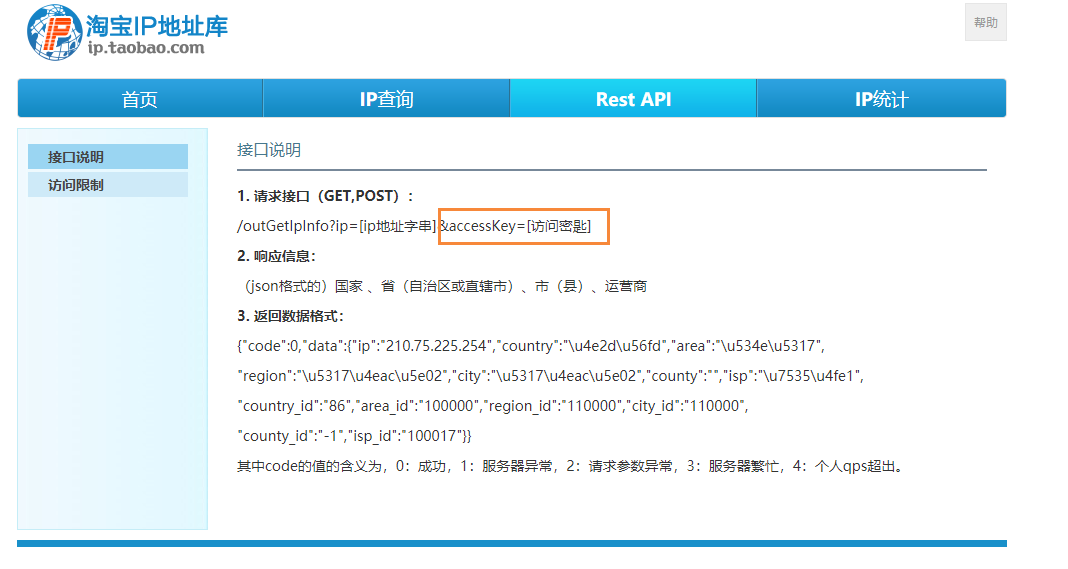 淘宝IP地址库
ip.taobao.com
帮助
首页
IP查询
Rest API
IP统计
接口说明
访问限制
接口说明
1. 请求接口（GET,POST）:
/outGetIpInfo?ip=[ip地址字串]&accessKey=[访问密匙]
2. 响应信息:
（json格式的）国家 、省（自治区或直辖市）、市（县）、运营商
3. 返回数据格式:
{"code":0,"data":{"ip":"210.75.225.254","country":"\u4e2d\u56fd","area":"\u534e\u5317",
"region":"\u5317\u4eac\u5e02","city":"\u5317\u4eac\u5e02","county":"","isp":"\u7535\u4fe1",
"country_id":"86","area_id":"100000","region_id":"110000","city_id":"110000",
"county_id":"-1","isp_id":"100017"}}
其中code的值的含义为，0：成功，1：服务器异常，2：请求参数异常，3：服务器繁忙，4：个人qps超出。